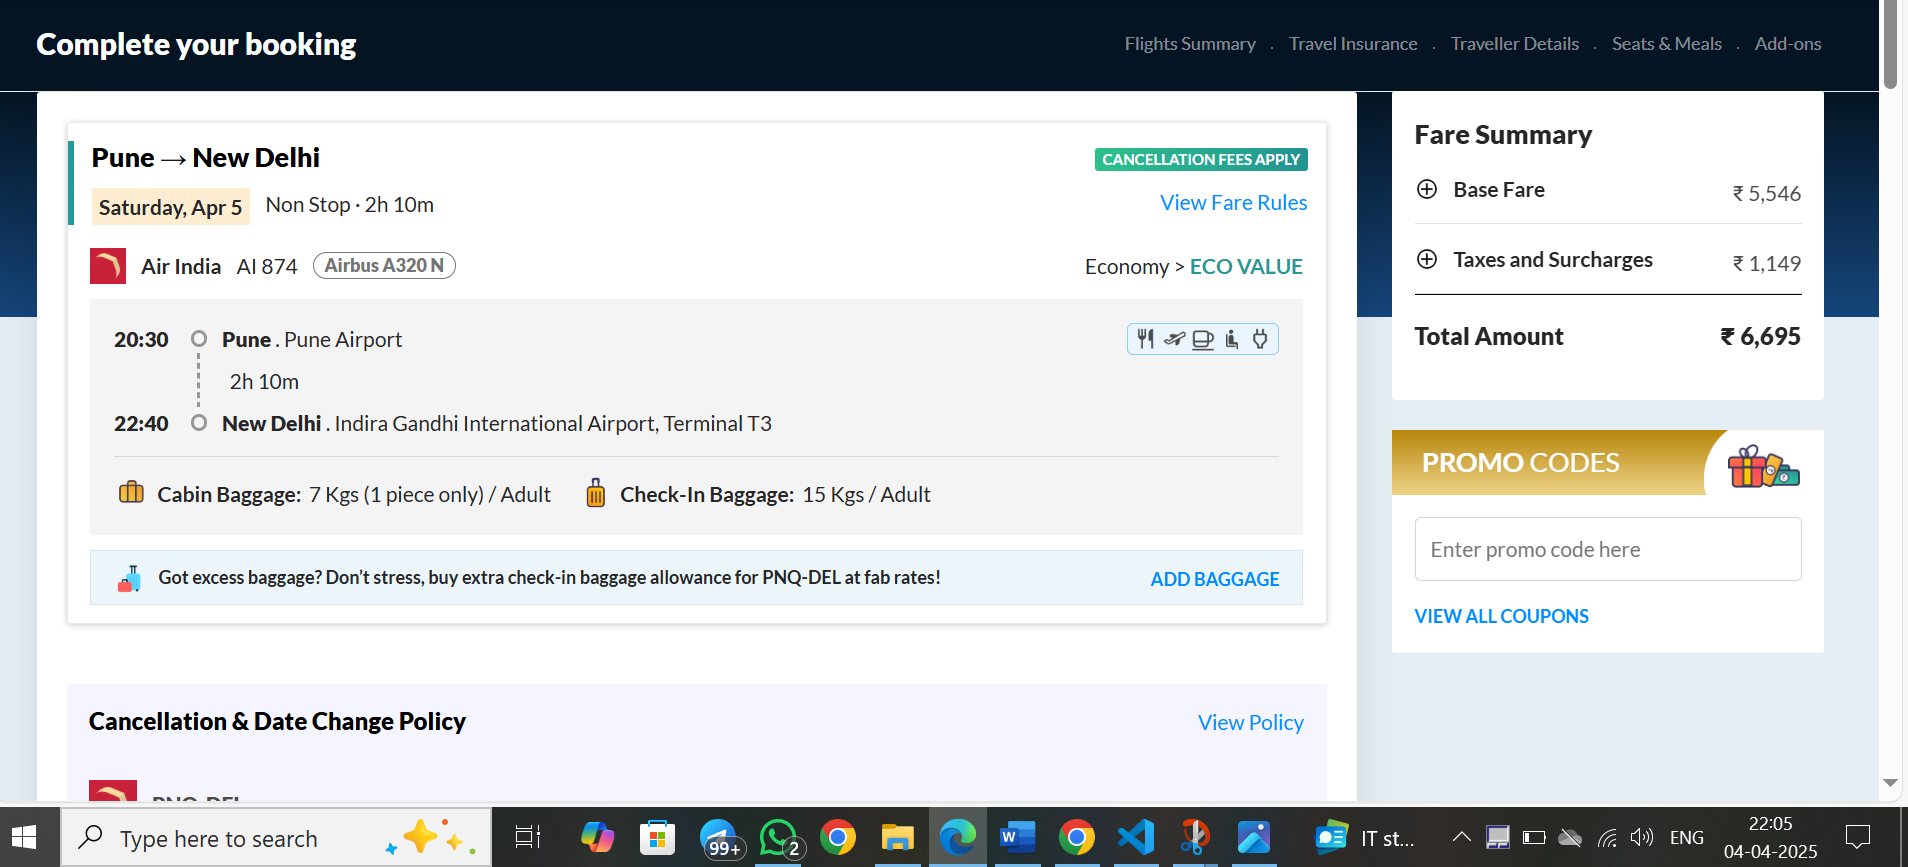 Complete your booking
Flights Summary . Travel Insurance . Traveller Details . Seats & Meals . Add-ons
Pune → New Delhi
CANCELLATION FEES APPLY
Saturday, Apr 5 Non Stop · 2h 10m
View Fare Rules
Air India AI 874 Airbus A320 N
Economy > ECO VALUE
20:30 Pune . Pune Airport
2h 10m
22:40 New Delhi . Indira Gandhi International Airport, Terminal T3
Cabin Baggage: 7 Kgs (1 piece only) / Adult Check-In Baggage: 15 Kgs / Adult
Got excess baggage? Don’t stress, buy extra check-in baggage allowance for PNQ-DEL at fab rates!
ADD BAGGAGE
Cancellation & Date Change Policy
View Policy
PNQ-DEL
Fare Summary
Base Fare ₹ 5,546
Taxes and Surcharges ₹ 1,149
Total Amount ₹ 6,695
PROMO CODES
Enter promo code here
VIEW ALL COUPONS
Type here to search
99+
2
IT st...
ENG
22:05
04-04-2025